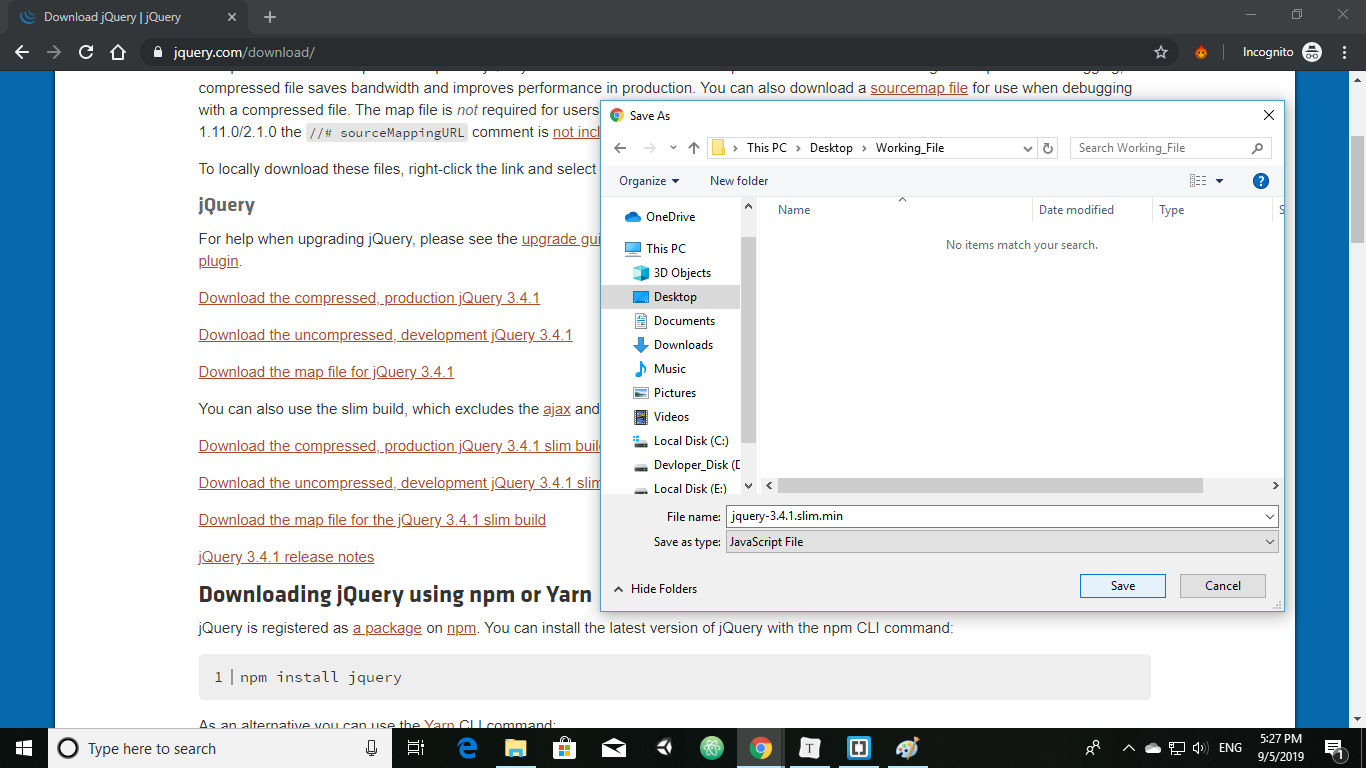 Download jQuery | jQuery
jquery.com/download/
Incognito
compressed file saves bandwidth and improves performance in production. You can also download a sourcemap file for use when debugging
with a compressed file. The map file is not required for users
1.11.0/2.1.0 the //# sourceMappingURL comment is not incl
To locally download these files, right-click the link and select
jQuery
For help when upgrading jQuery, please see the upgrade gui
plugin.
Download the compressed, production jQuery 3.4.1
Download the uncompressed, development jQuery 3.4.1
Download the map file for jQuery 3.4.1
You can also use the slim build, which excludes the ajax and
Download the compressed, production jQuery 3.4.1 slim buil
Download the uncompressed, development jQuery 3.4.1 slim
Download the map file for the jQuery 3.4.1 slim build
jQuery 3.4.1 release notes
Downloading jQuery using npm or Yarn
jQuery is registered as a package on npm. You can install the latest version of jQuery with the npm CLI command:
1 npm install jquery
As an alternative you can use the Yarn CLI command:
Save As
This PC > Desktop > Working_File
Search Working_File
Organize
New folder
OneDrive
This PC
3D Objects
Desktop
Documents
Downloads
Music
Pictures
Videos
Local Disk (C:)
Devloper_Disk (D
Local Disk (E:)
Name Date modified Type S
No items match your search.
File name: jquery-3.4.1.slim.min
Save as type: JavaScript File
Hide Folders
Save
Cancel
Type here to search
T
ENG
5:27 PM
9/5/2019
1